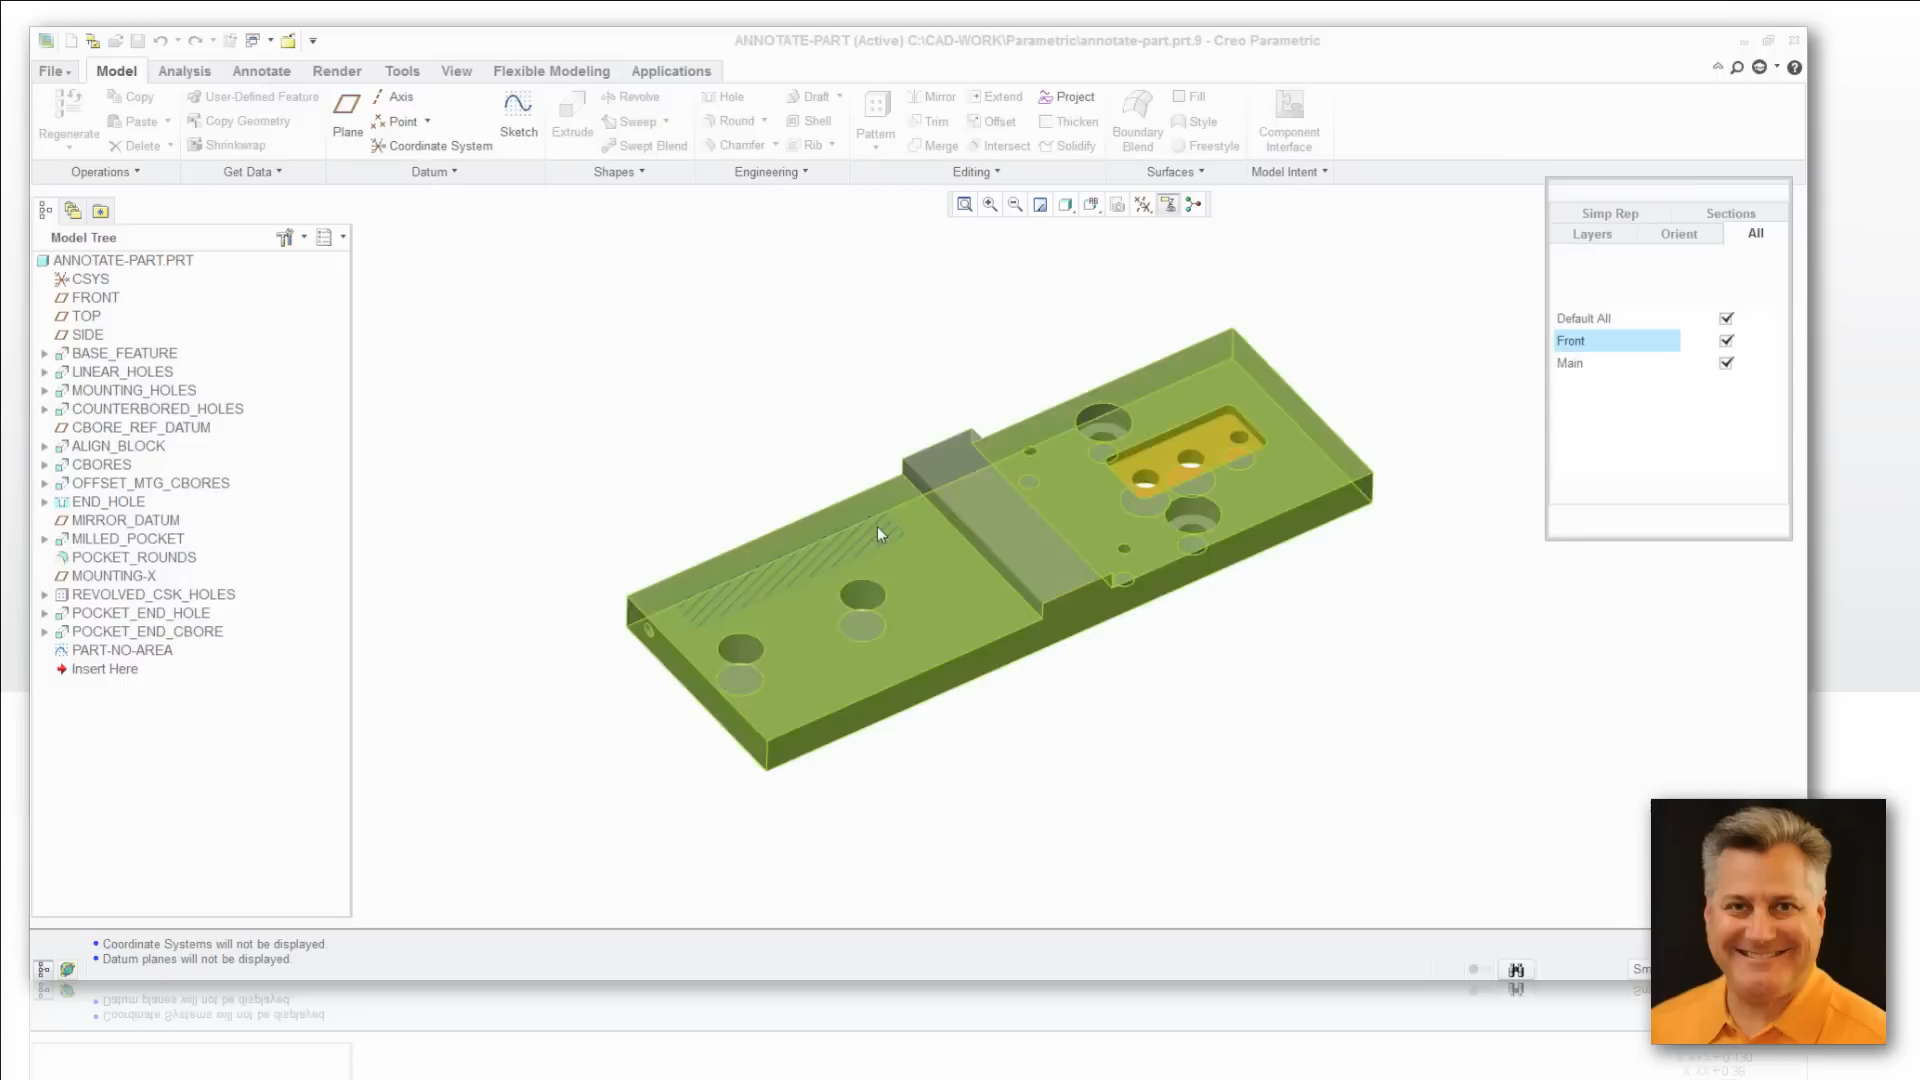 ANNOTATE-PART (Active) C:\CAD-WORK\Parametric\annotate-part.prt.9 - Creo Parametric
File Model Analysis Annotate Render Tools View Flexible Modeling Applications
Regenerate Copy Paste Delete
User-Defined Feature Copy Geometry Shrinkwrap
Plane Axis Point Coordinate System Sketch
Extrude Revolve Sweep Swept Blend
Hole Round Chamfer Draft Shell Rib
Pattern Mirror Trim Merge Extend Offset Intersect Project Thicken Solidify
Boundary Blend Fill Style Freestyle
Component Interface
Operations Get Data Datum Shapes Engineering Editing Surfaces Model Intent
Model Tree
ANNOTATE-PART.PRT
CSYS
FRONT
TOP
SIDE
BASE_FEATURE
LINEAR_HOLES
MOUNTING_HOLES
COUNTERBORED_HOLES
CBORE_REF_DATUM
ALIGN_BLOCK
CBORES
OFFSET_MTG_CBORES
END_HOLE
MIRROR_DATUM
MILLED_POCKET
POCKET_ROUNDS
MOUNTING-X
REVOLVED_CSK_HOLES
POCKET_END_HOLE
POCKET_END_CBORE
PART-NO-AREA
Insert Here
Simp Rep Sections
Layers Orient All
Default All
Front
Main
• Coordinate Systems will not be displayed.
• Datum planes will not be displayed.
Sm